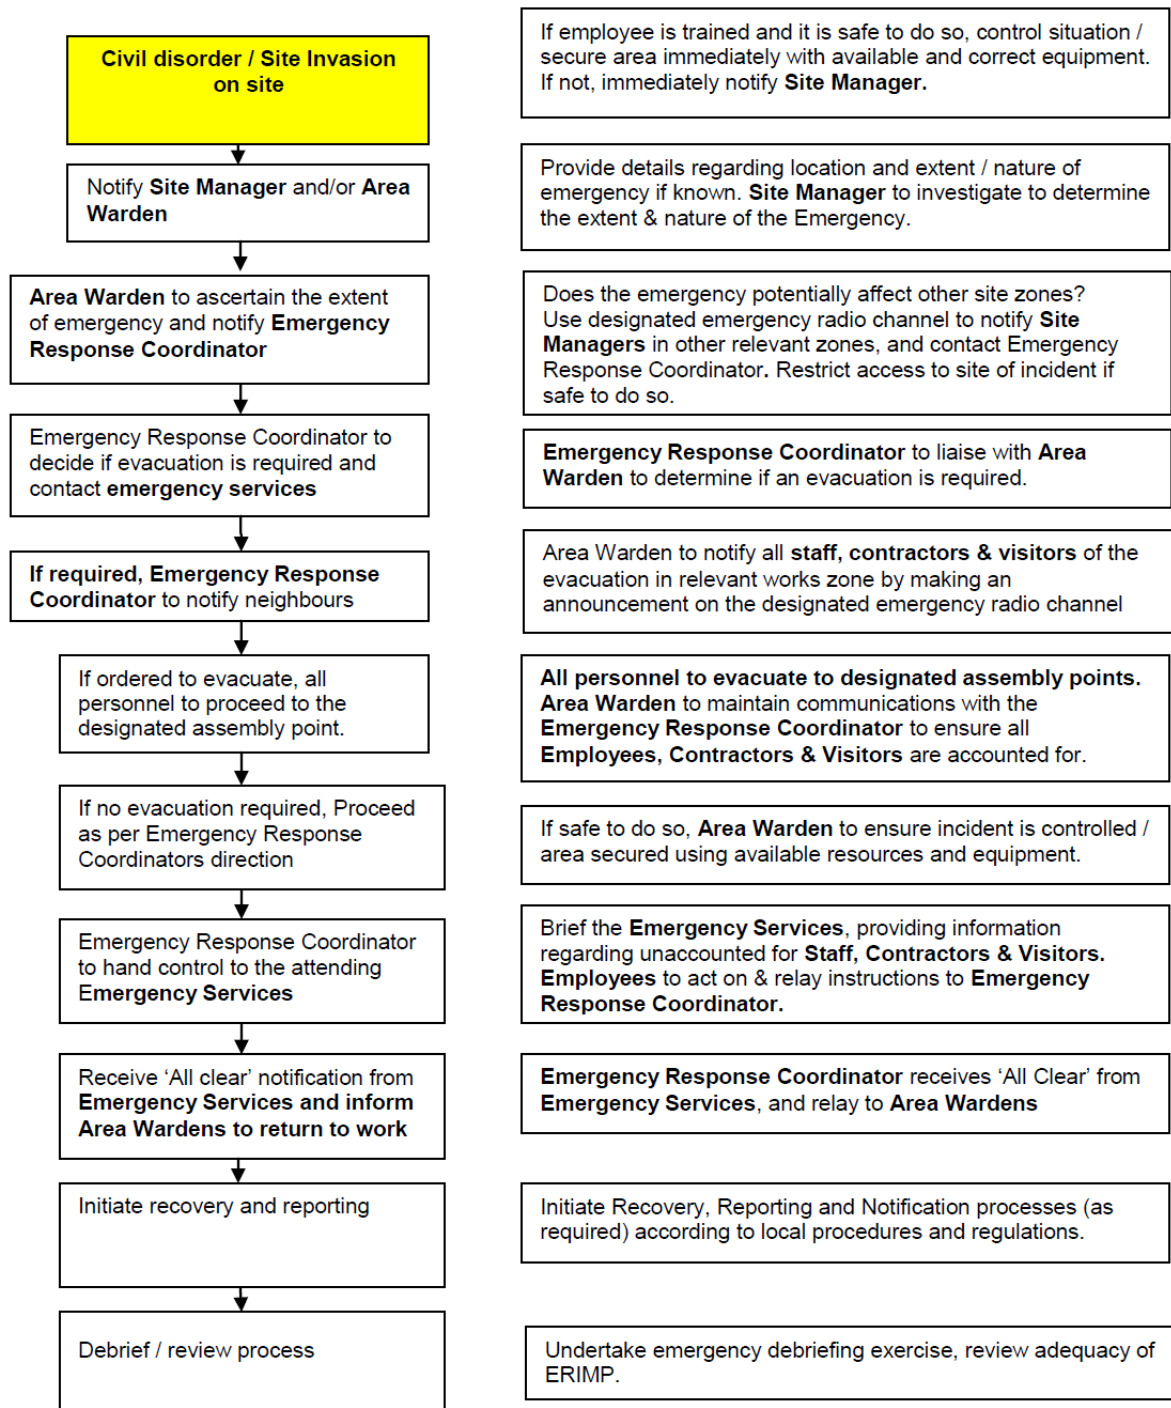 Civil disorder / Site Invasion
on site
If employee is trained and it is safe to do so, control situation /
secure area immediately with available and correct equipment.
If not, immediately notify Site Manager.
Notify Site Manager and/or Area
Warden
Provide details regarding location and extent / nature of
emergency if known. Site Manager to investigate to determine
the extent & nature of the Emergency.
Area Warden to ascertain the extent
of emergency and notify Emergency
Response Coordinator
Does the emergency potentially affect other site zones?
Use designated emergency radio channel to notify Site
Managers in other relevant zones, and contact Emergency
Response Coordinator. Restrict access to site of incident if
safe to do so.
Emergency Response Coordinator to
decide if evacuation is required and
contact emergency services
Emergency Response Coordinator to liaise with Area
Warden to determine if an evacuation is required.
If required, Emergency Response
Coordinator to notify neighbours
Area Warden to notify all staff, contractors & visitors of the
evacuation in relevant works zone by making an
announcement on the designated emergency radio channel
If ordered to evacuate, all
personnel to proceed to the
designated assembly point.
All personnel to evacuate to designated assembly points.
Area Warden to maintain communications with the
Emergency Response Coordinator to ensure all
Employees, Contractors & Visitors are accounted for.
If no evacuation required, Proceed
as per Emergency Response
Coordinators direction
If safe to do so, Area Warden to ensure incident is controlled /
area secured using available resources and equipment.
Emergency Response Coordinator
to hand control to the attending
Emergency Services
Brief the Emergency Services, providing information
regarding unaccounted for Staff, Contractors & Visitors.
Employees to act on & relay instructions to Emergency
Response Coordinator.
Receive ‘All clear’ notification from
Emergency Services and inform
Area Wardens to return to work
Emergency Response Coordinator receives ‘All Clear’ from
Emergency Services, and relay to Area Wardens
Initiate recovery and reporting
Initiate Recovery, Reporting and Notification processes (as
required) according to local procedures and regulations.
Debrief / review process
Undertake emergency debriefing exercise, review adequacy of
ERIMP.